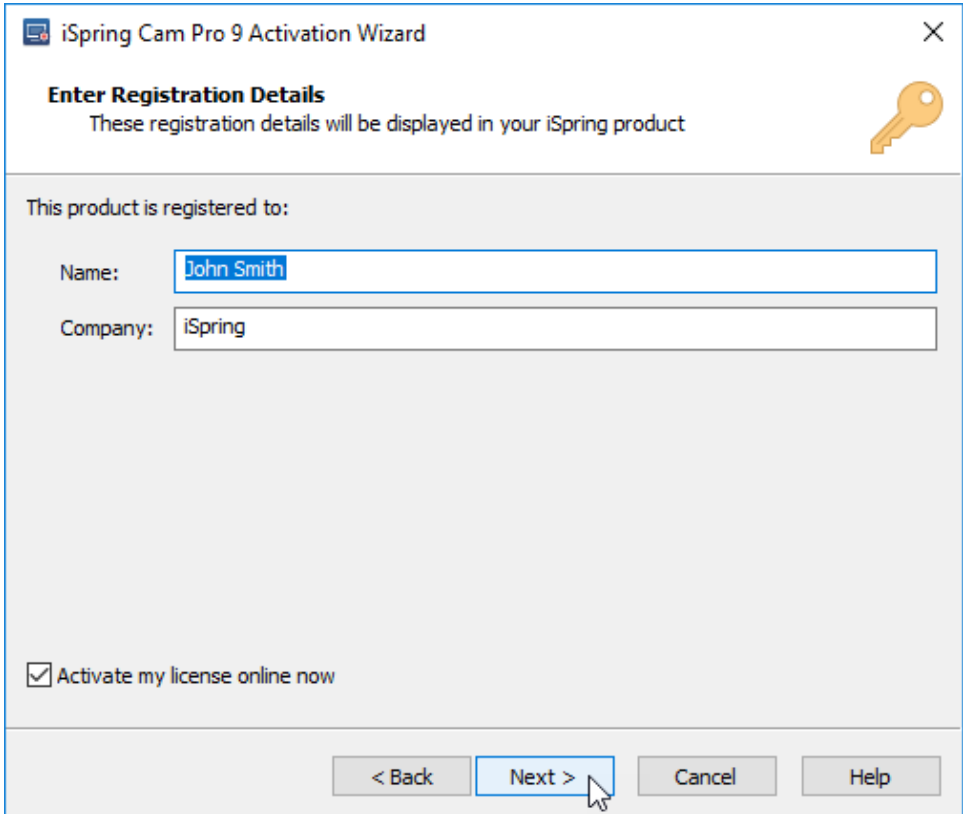 iSpring Cam Pro 9 Activation Wizard
Enter Registration Details
These registration details will be displayed in your iSpring product
This product is registered to:
Name: John Smith
Company: iSpring
Activate my license online now
< Back Next > Cancel Help